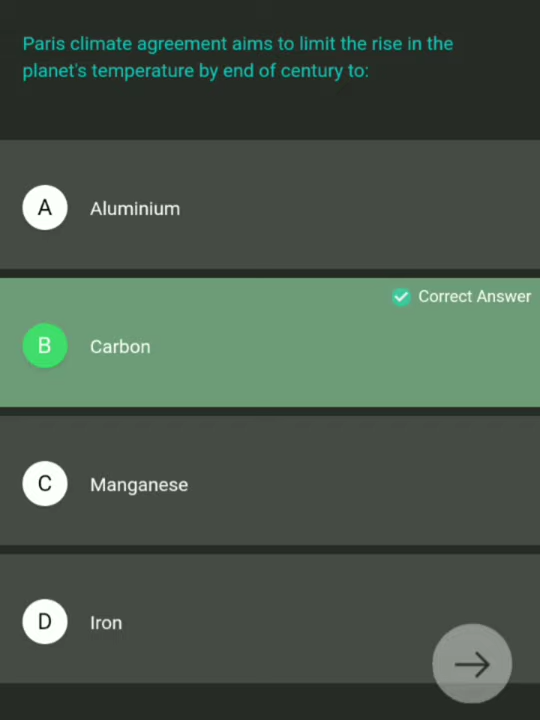 Paris climate agreement aims to limit the rise in the
planet's temperature by end of century to:
A Aluminium
Correct Answer
B Carbon
C Manganese
D Iron